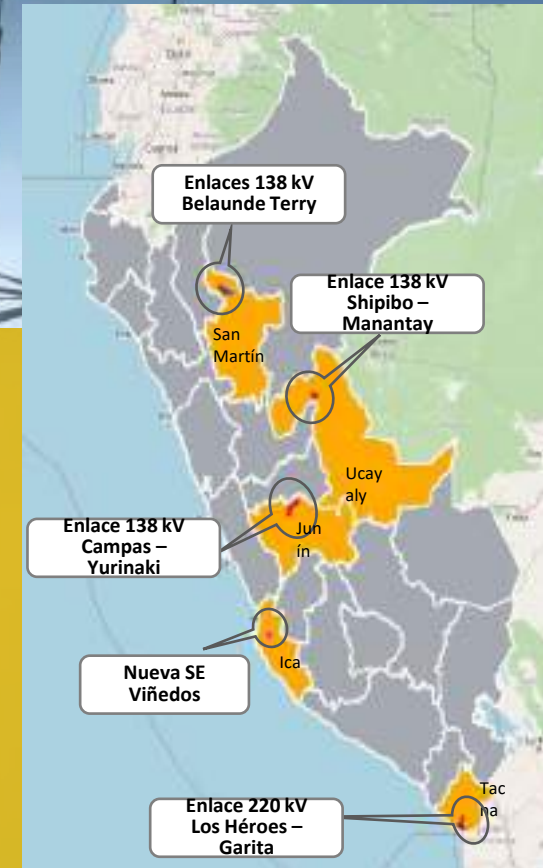 Enlaces 138 kV
Belaunde Terry
Enlace 138 kV
Shipibo –
Manantay
San
Martín
Ucay
aly
Enlace 138 kV
Campas –
Yurinaki
Jun
ín
Nueva SE
Viñedos
Ica
Enlace 220 kV
Los Héroes –
Garita
Tac
na